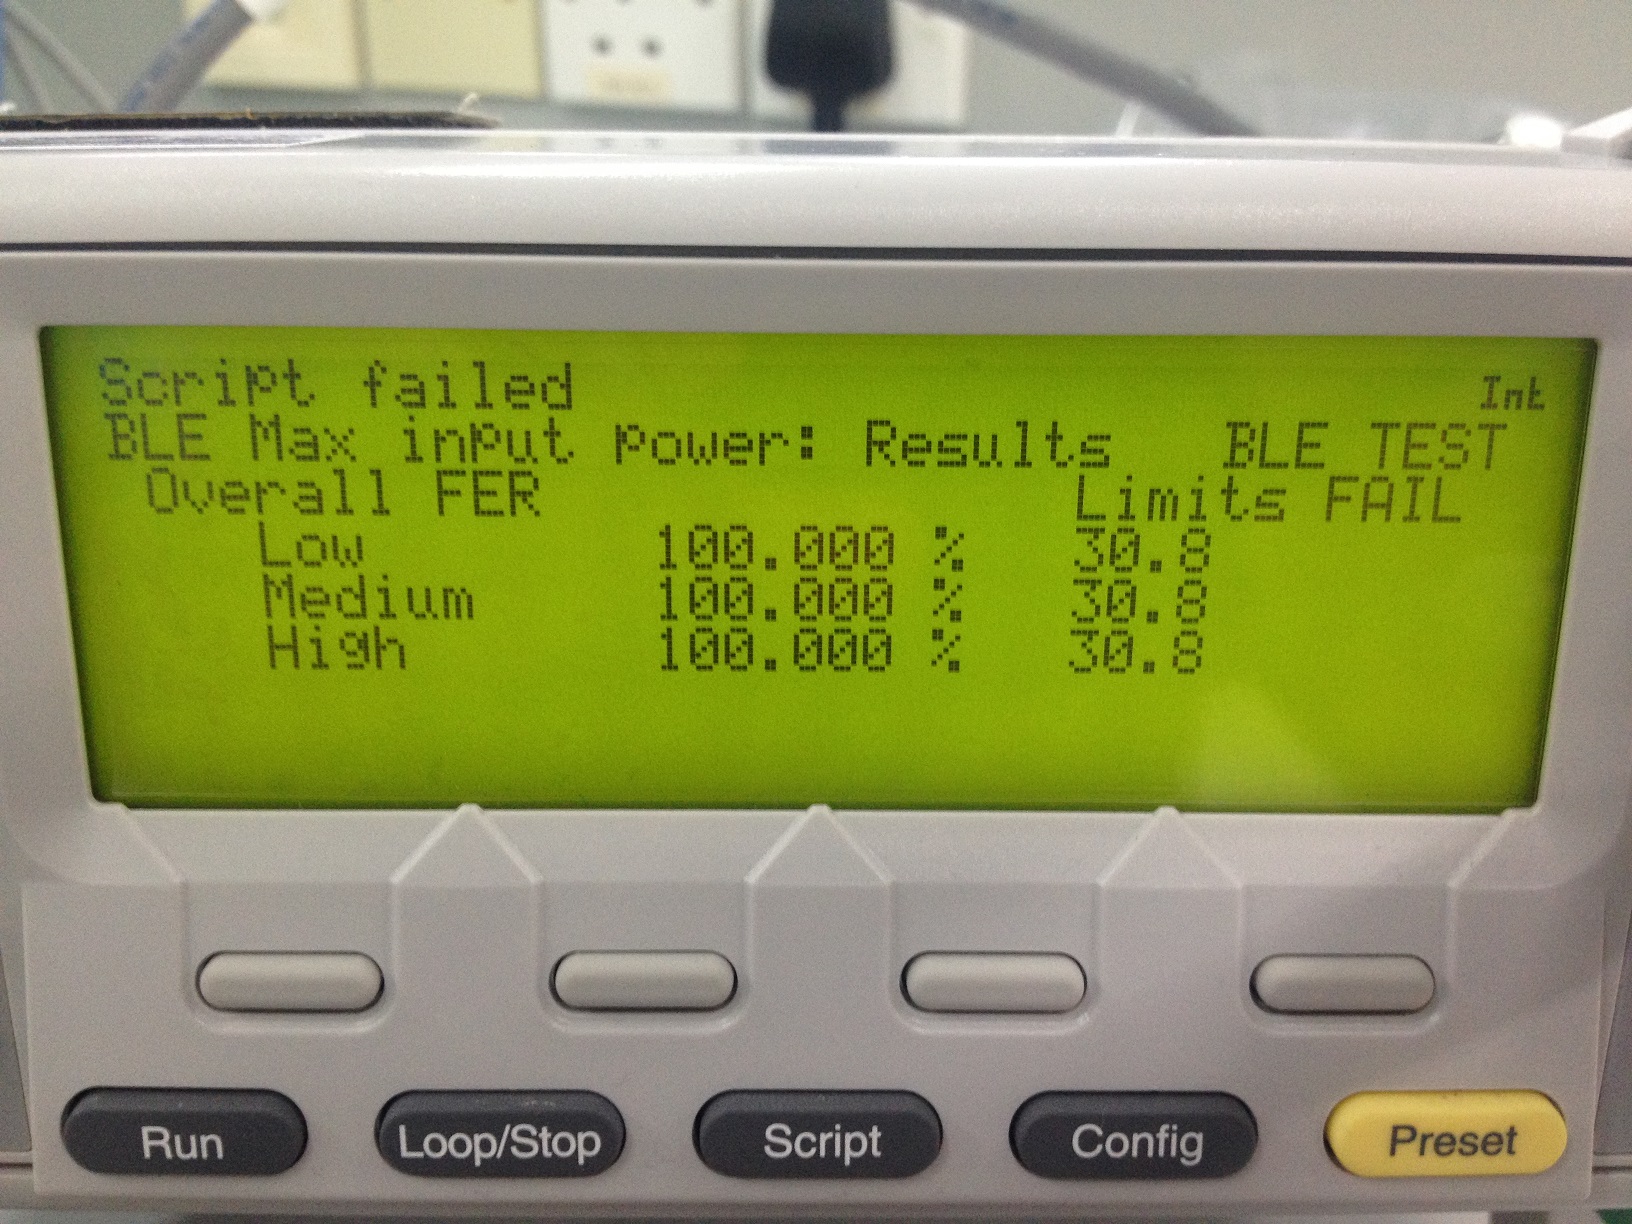 Script failed Int
BLE Max input power: Results BLE TEST
Overall FER Limits FAIL
Low 100.000 % 30.8
Medium 100.000 % 30.8
High 100.000 % 30.8
Run Loop/Stop Script Config Preset